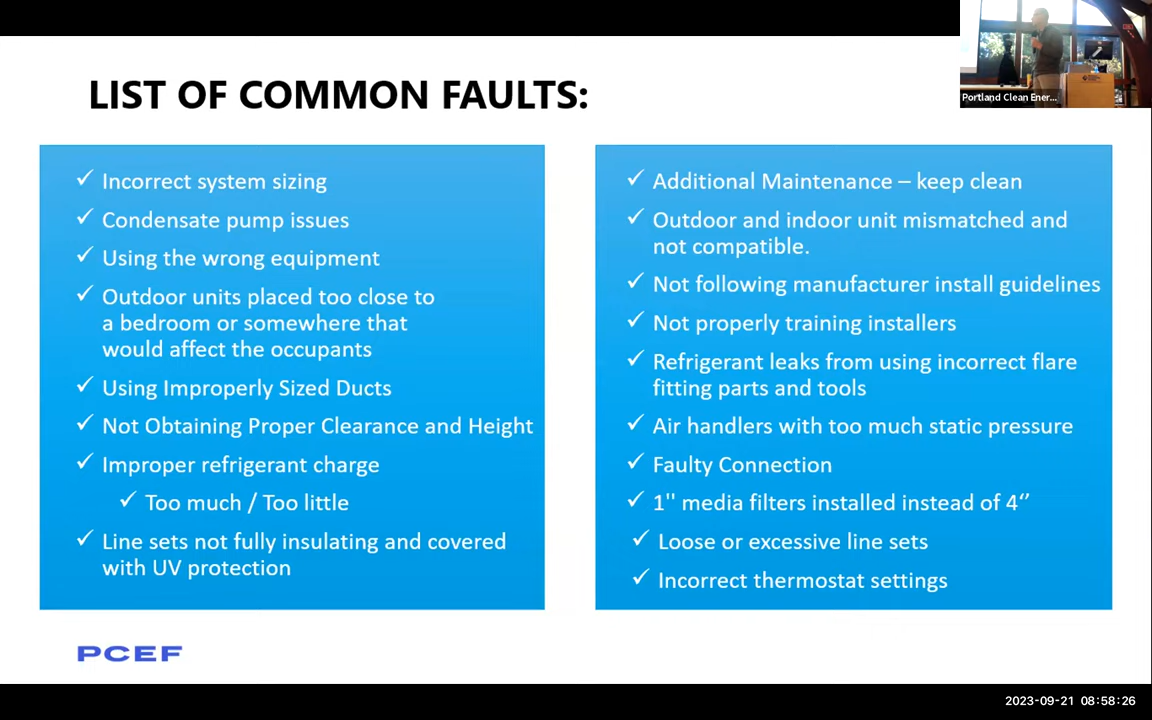 Portland Clean Ener...
LIST OF COMMON FAULTS:
✓ Incorrect system sizing
✓ Condensate pump issues
✓ Using the wrong equipment
✓ Outdoor units placed too close to
a bedroom or somewhere that
would affect the occupants
✓ Using Improperly Sized Ducts
✓ Not Obtaining Proper Clearance and Height
✓ Improper refrigerant charge
✓ Too much / Too little
✓ Line sets not fully insulating and covered
with UV protection
✓ Additional Maintenance – keep clean
✓ Outdoor and indoor unit mismatched and
not compatible.
✓ Not following manufacturer install guidelines
✓ Not properly training installers
✓ Refrigerant leaks from using incorrect flare
fitting parts and tools
✓ Air handlers with too much static pressure
✓ Faulty Connection
✓ 1'' media filters installed instead of 4’’
✓ Loose or excessive line sets
✓ Incorrect thermostat settings
PCEF
2023-09-21 08:58:26